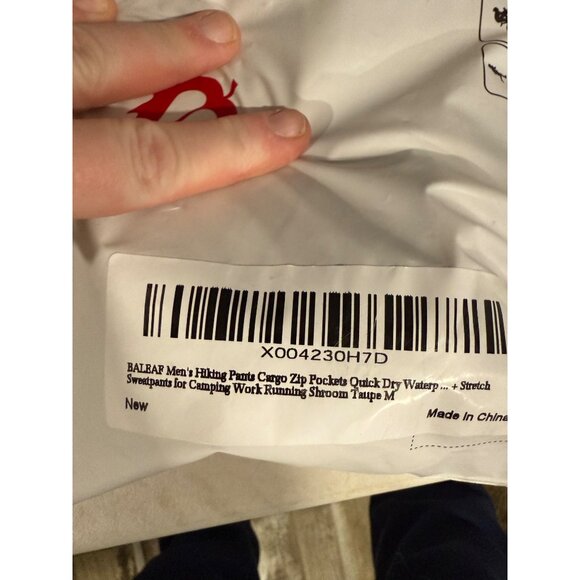 X004230H7D
BALEAF Men's Hiking Pants Cargo Zip Pockets Quick Dry Waterp ... + Stretch
Sweatpants for Camping Work Running Shroom Taupe M
New
Made in China